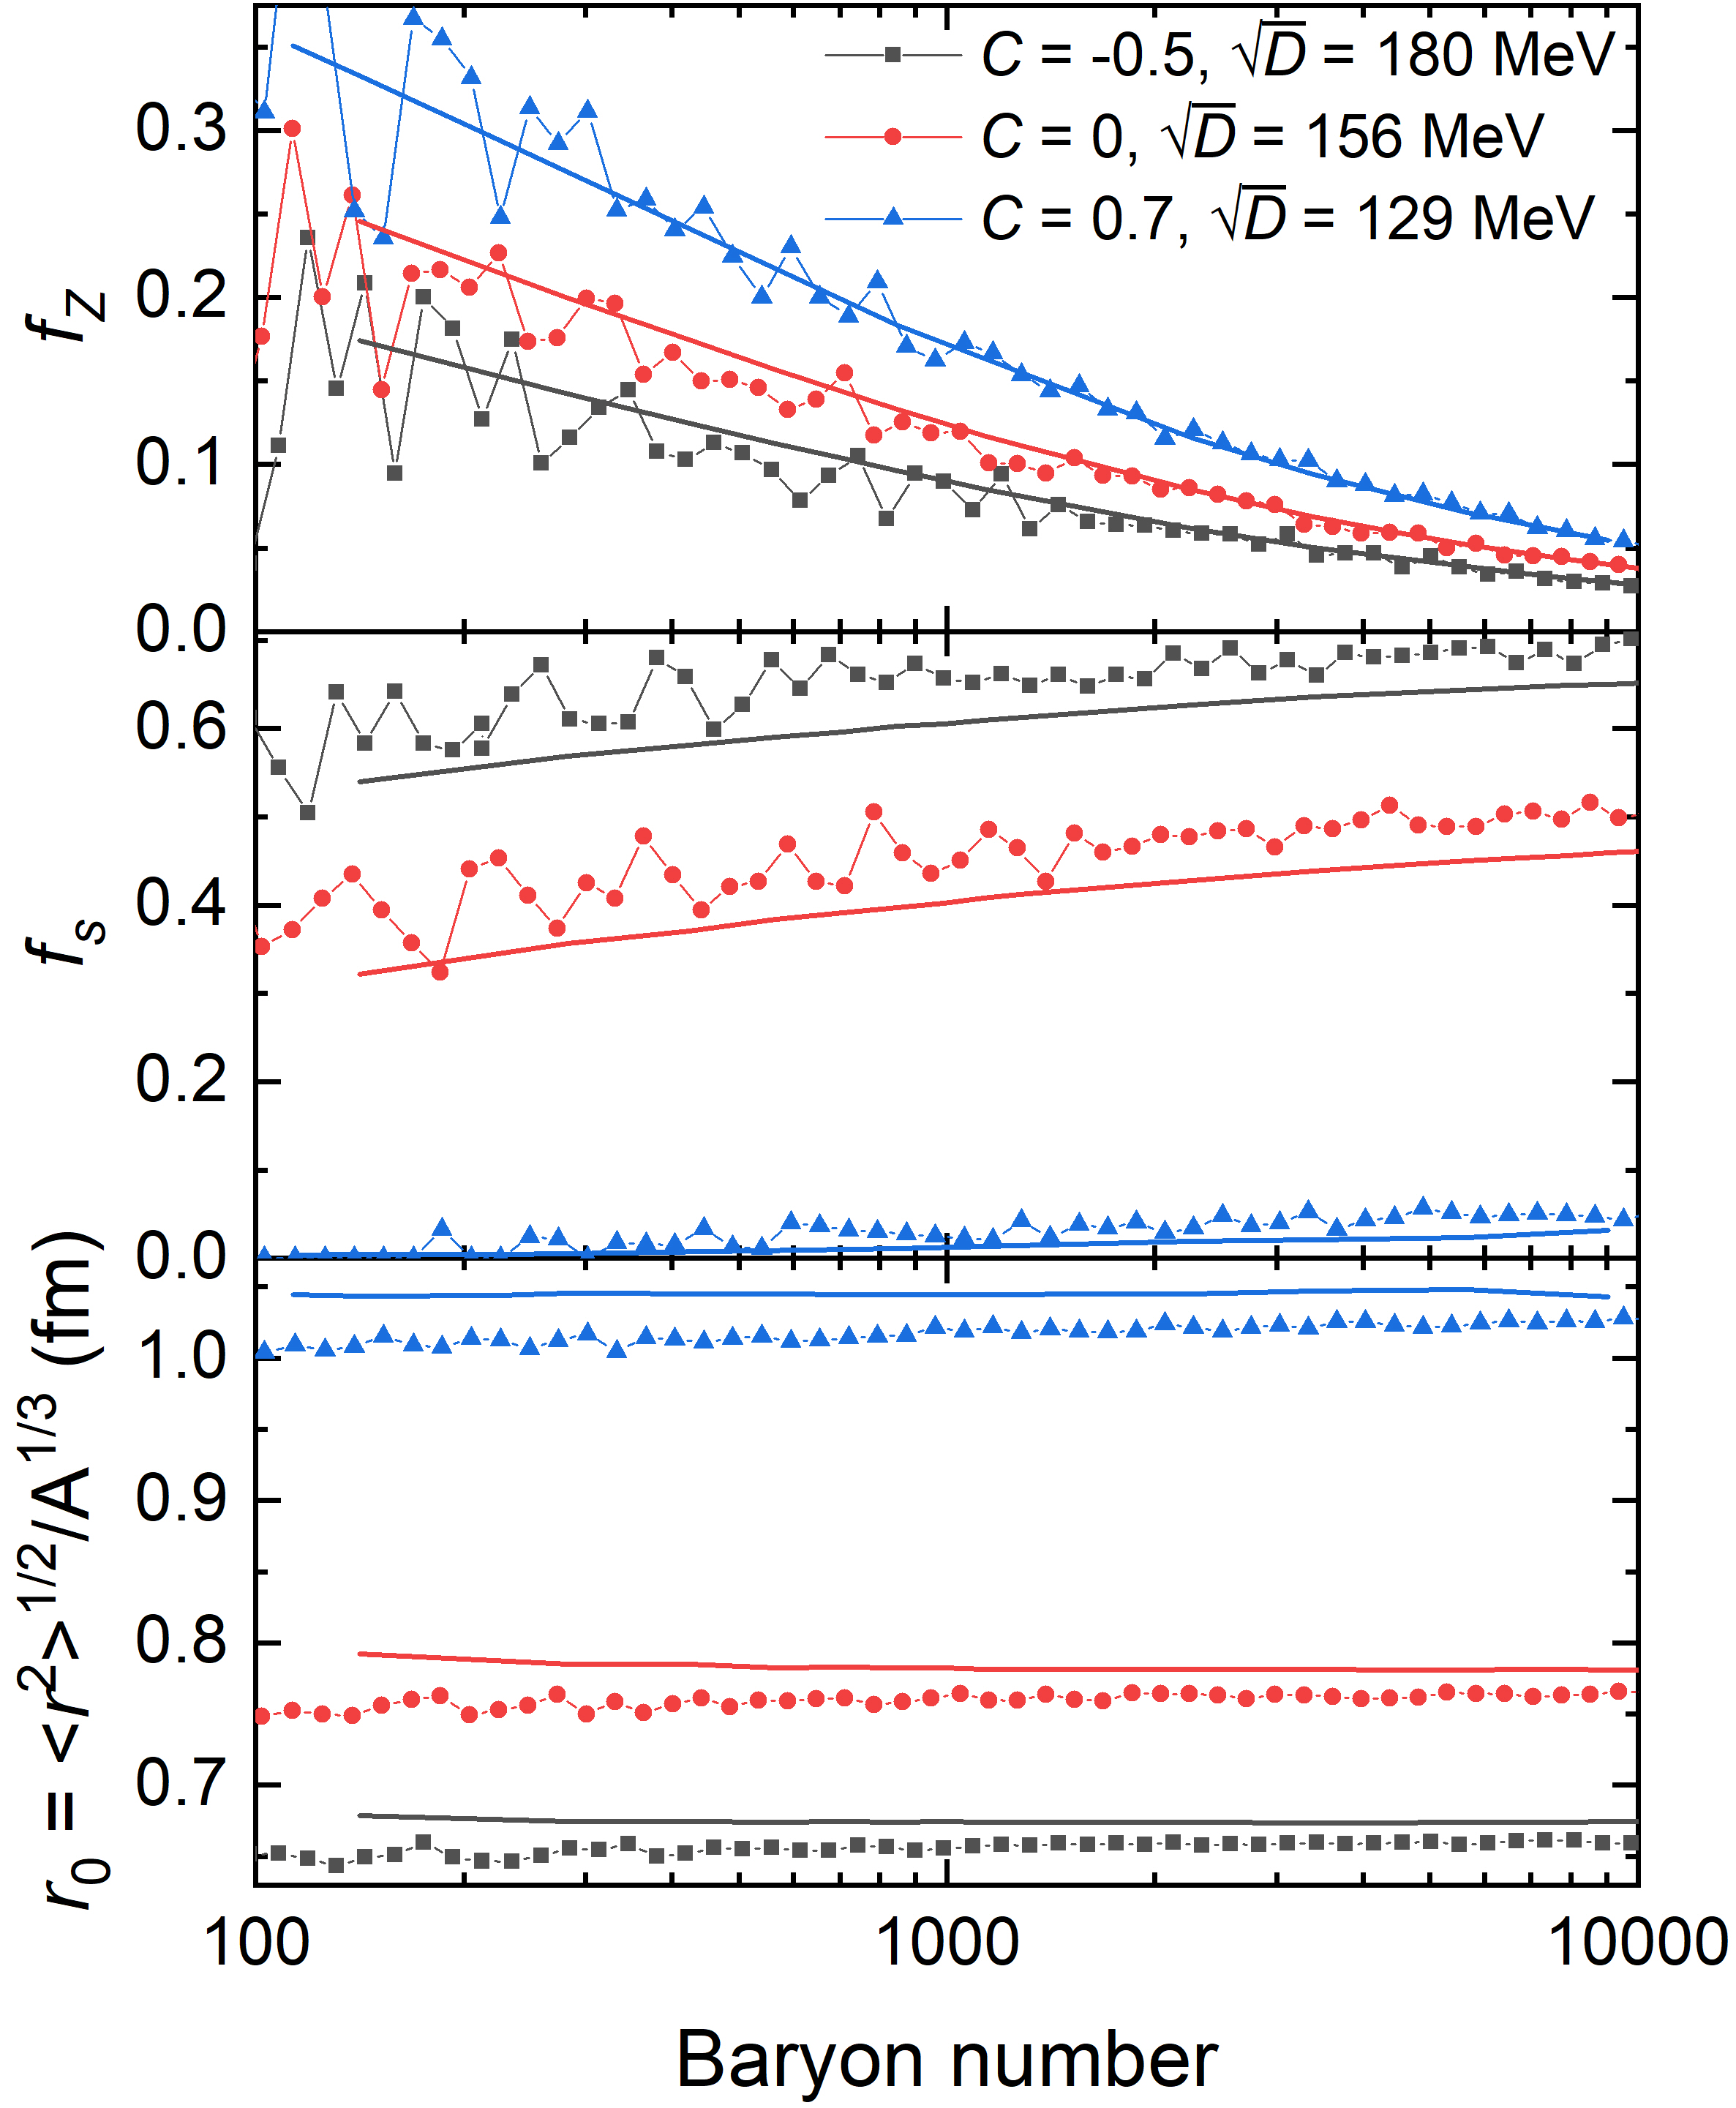 C = -0.5, √D = 180 MeV
C = 0, √D = 156 MeV
C = 0.7, √D = 129 MeV
f_Z
0.3
0.2
0.1
0.0
f_s
0.6
0.4
0.2
0.0
r_0 = <r^2>^1/2/A^1/3 (fm)
1.0
0.9
0.8
0.7
100 1000 10000
Baryon number